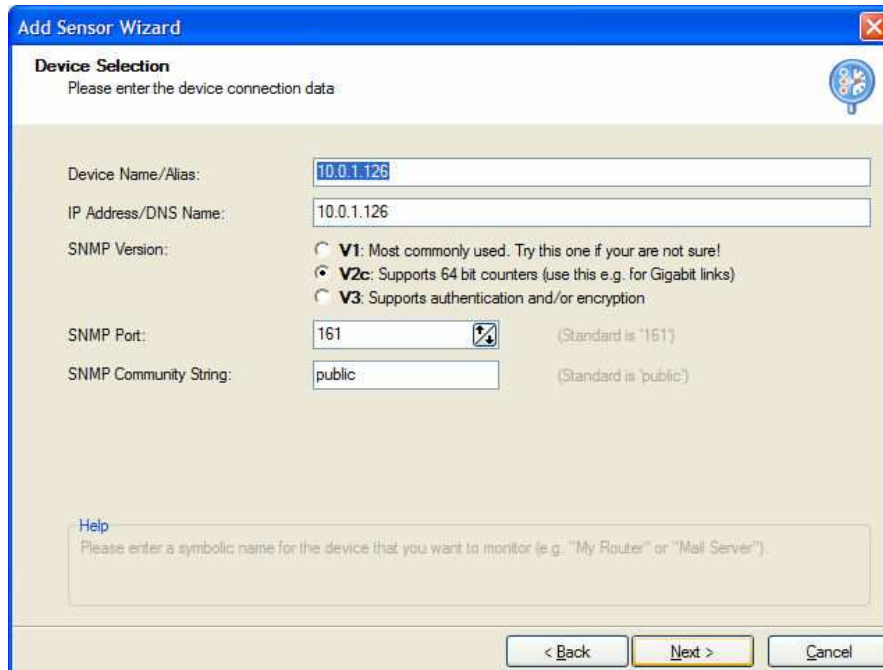 Add Sensor Wizard
Device Selection
Please enter the device connection data
Device Name/Alias: 10.0.1.126
IP Address/DNS Name: 10.0.1.126
SNMP Version: V1: Most commonly used. Try this one if your are not sure!
V2c: Supports 64 bit counters (use this e.g. for Gigabit links)
V3: Supports authentication and/or encryption
SNMP Port: 161 (Standard is '161')
SNMP Community String: public (Standard is 'public')
Help
Please enter a symbolic name for the device that you want to monitor (e.g. "My Router" or "Mail Server").
< Back Next > Cancel